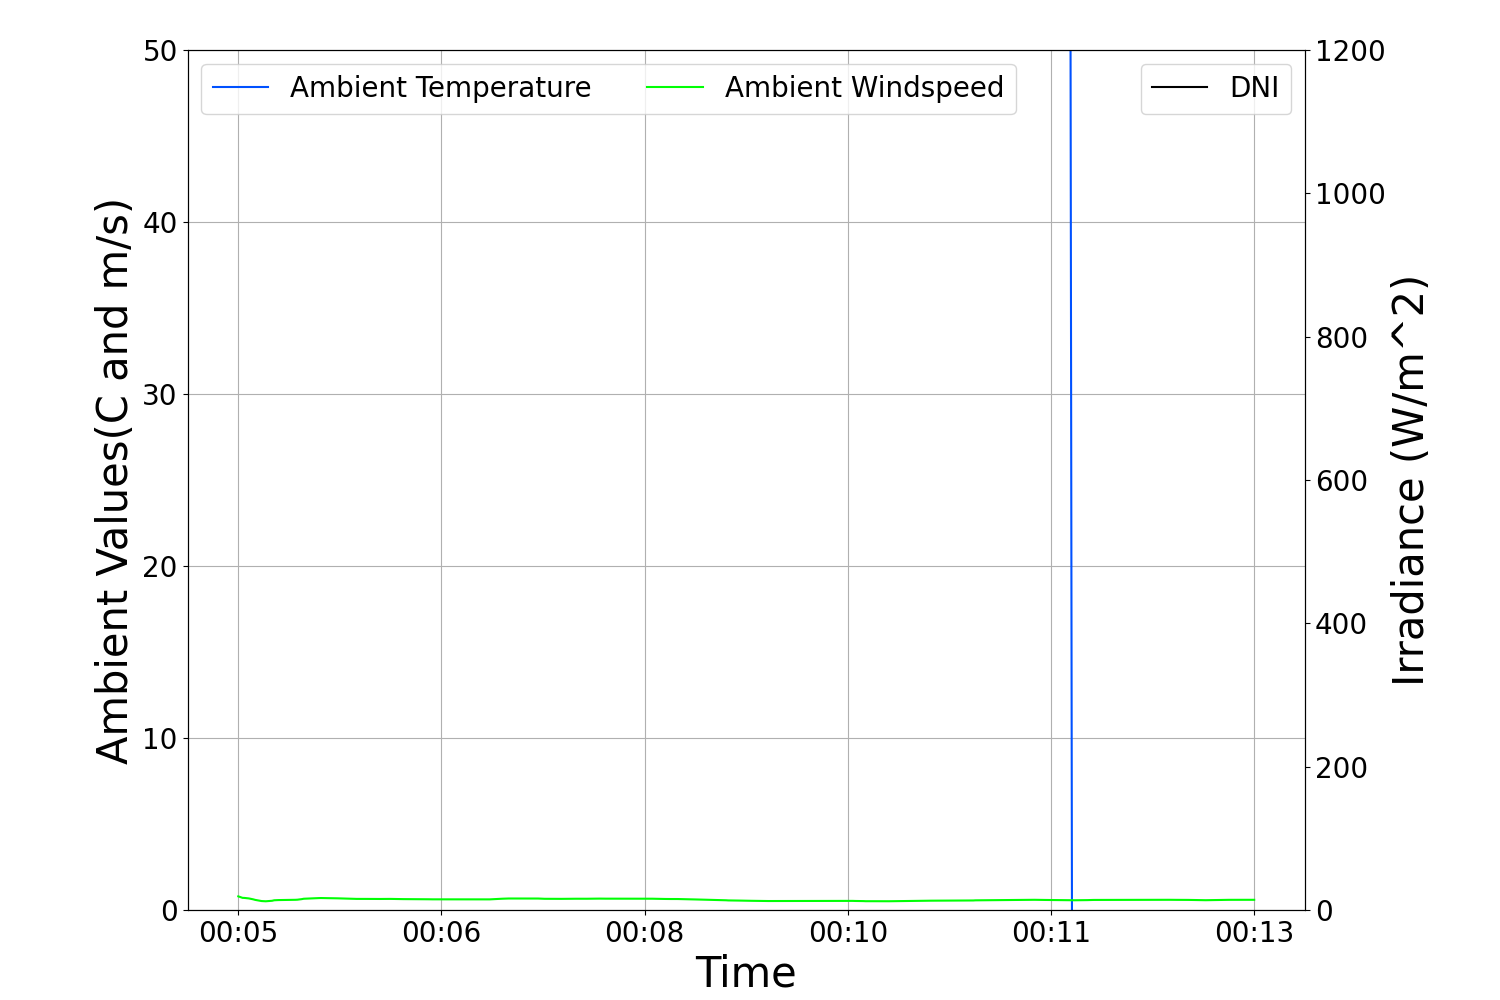 Ambient Temperature
Ambient Windspeed
DNI
Ambient Values(C and m/s)
50
40
30
20
10
0
1200
1000
800
600
400
200
0
Irradiance (W/m^2)
00:05 00:06 00:08 00:10 00:11 00:13
Time